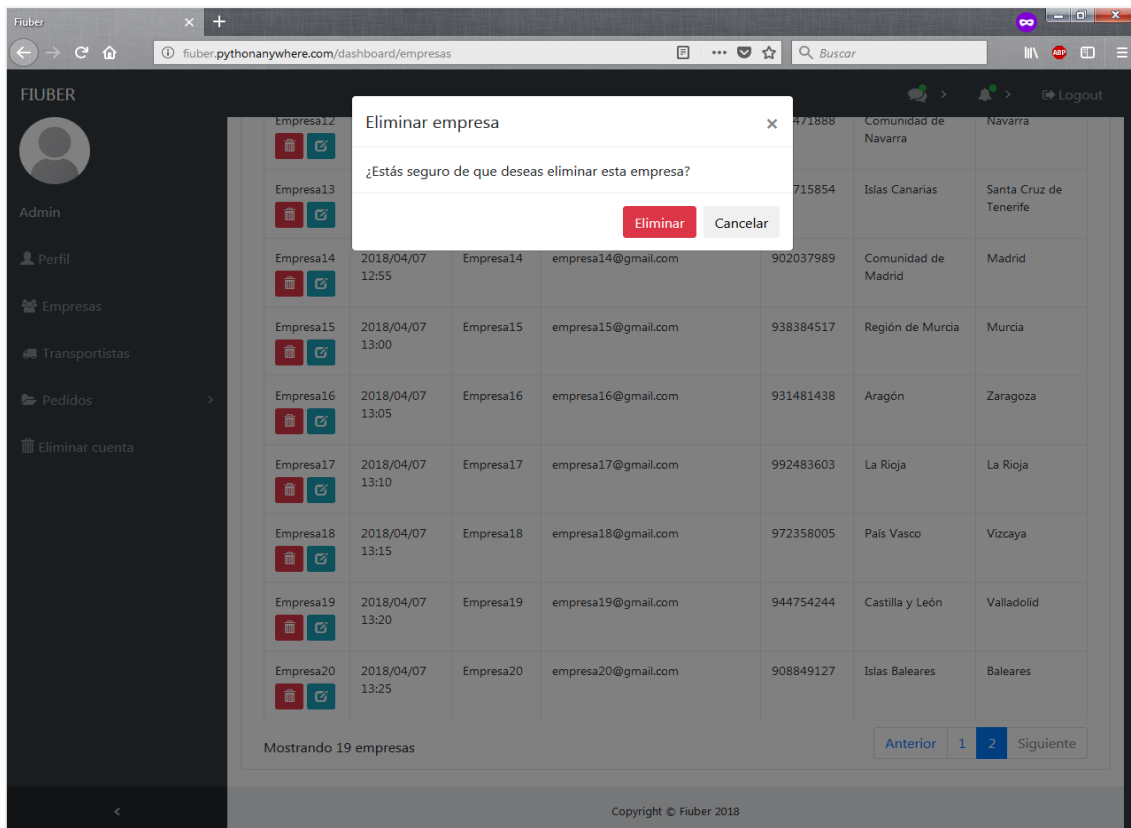 Fiuber
fiuber.pythonanywhere.com/dashboard/empresas
Buscar
ABP
FIUBER
Logout
Admin
Perfil
Empresas
Transportistas
Pedidos
Eliminar cuenta
Eliminar empresa
¿Estás seguro de que deseas eliminar esta empresa?
Eliminar Cancelar
Empresa12 471888 Comunidad de Navarra
Navarra
Empresa13 715854 Islas Canarias Santa Cruz de
Tenerife
Empresa14 2018/04/07 Empresa14 empresa14@gmail.com 902037989 Comunidad de Madrid
12:55 Madrid
Empresa15 2018/04/07 Empresa15 empresa15@gmail.com 938384517 Región de Murcia Murcia
13:00
Empresa16 2018/04/07 Empresa16 empresa16@gmail.com 931481438 Aragón Zaragoza
13:05
Empresa17 2018/04/07 Empresa17 empresa17@gmail.com 992483603 La Rioja La Rioja
13:10
Empresa18 2018/04/07 Empresa18 empresa18@gmail.com 972358005 País Vasco Vizcaya
13:15
Empresa19 2018/04/07 Empresa19 empresa19@gmail.com 944754244 Castilla y León Valladolid
13:20
Empresa20 2018/04/07 Empresa20 empresa20@gmail.com 908849127 Islas Baleares Baleares
13:25
Mostrando 19 empresas
Anterior 1 2 Siguiente
Copyright © Fiuber 2018